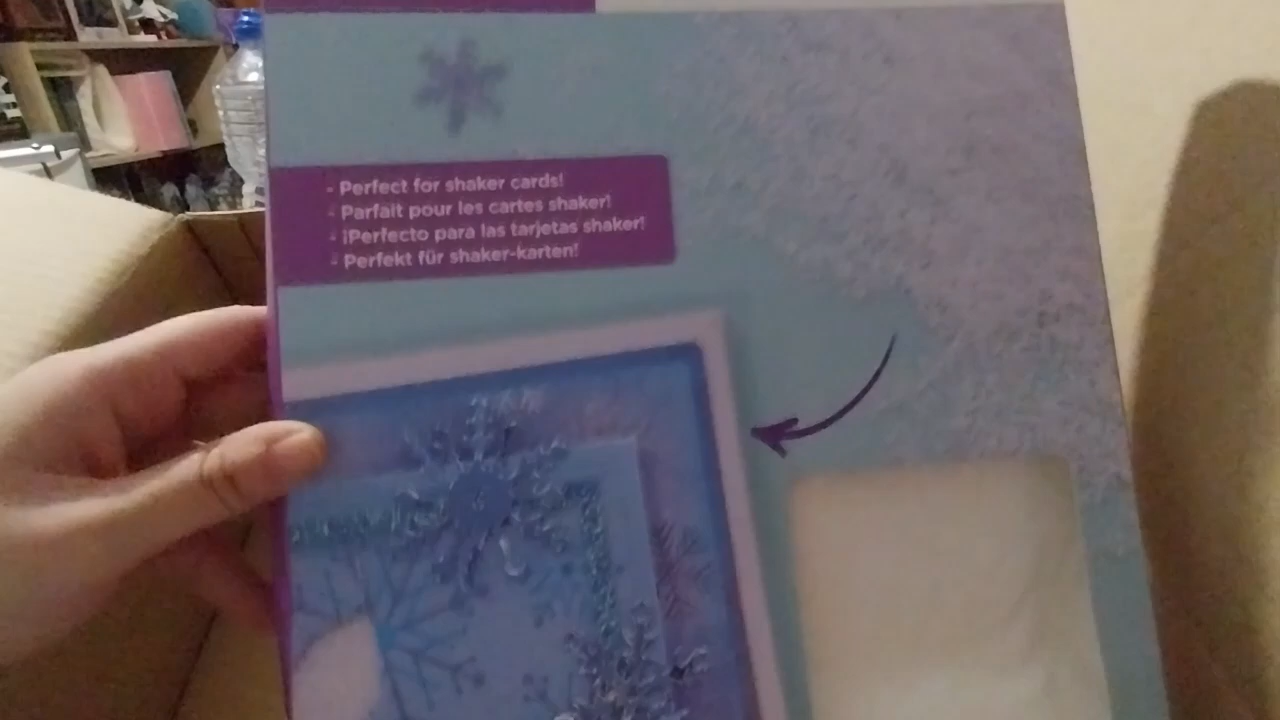 - Perfect for shaker cards!
- Parfait pour les cartes shaker!
- ¡Perfecto para las tarjetas shaker!
- Perfekt für shaker-karten!